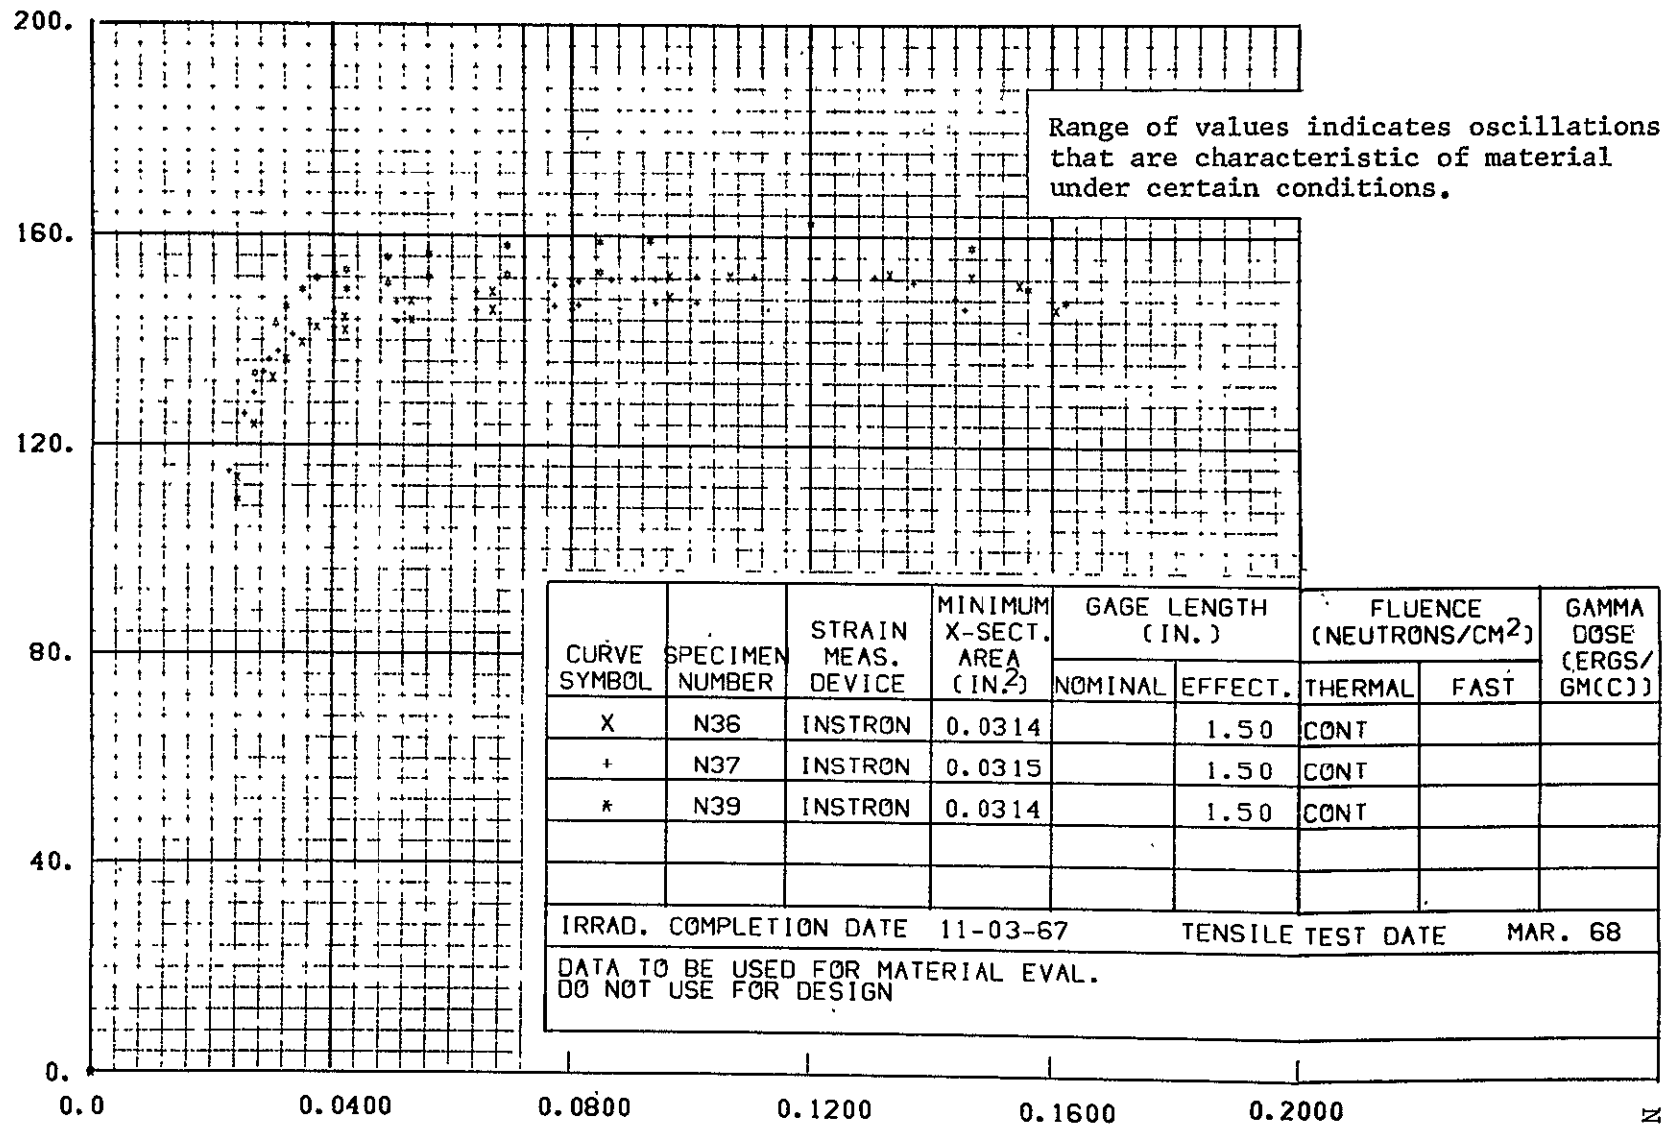 200.
Range of values indicates oscillations
that are characteristic of material
under certain conditions.
160.
120.
80.
40.
0.
0.0 0.0400 0.0800 0.1200 0.1600 0.2000
CURVE SYMBOL SPECIMEN NUMBER STRAIN MEAS. DEVICE MINIMUM X-SECT. AREA (IN.2) GAGE LENGTH (IN.) FLUENCE (NEUTRONS/CM2) GAMMA DOSE (ERGS/GM(C))
NOMINAL EFFECT. THERMAL FAST
X N36 INSTRON 0.0314 1.50 CONT
+ N37 INSTRON 0.0315 1.50 CONT
* N39 INSTRON 0.0314 1.50 CONT
IRRAD. COMPLETION DATE 11-03-67 TENSILE TEST DATE MAR. 68
DATA TO BE USED FOR MATERIAL EVAL.
DO NOT USE FOR DESIGN
N